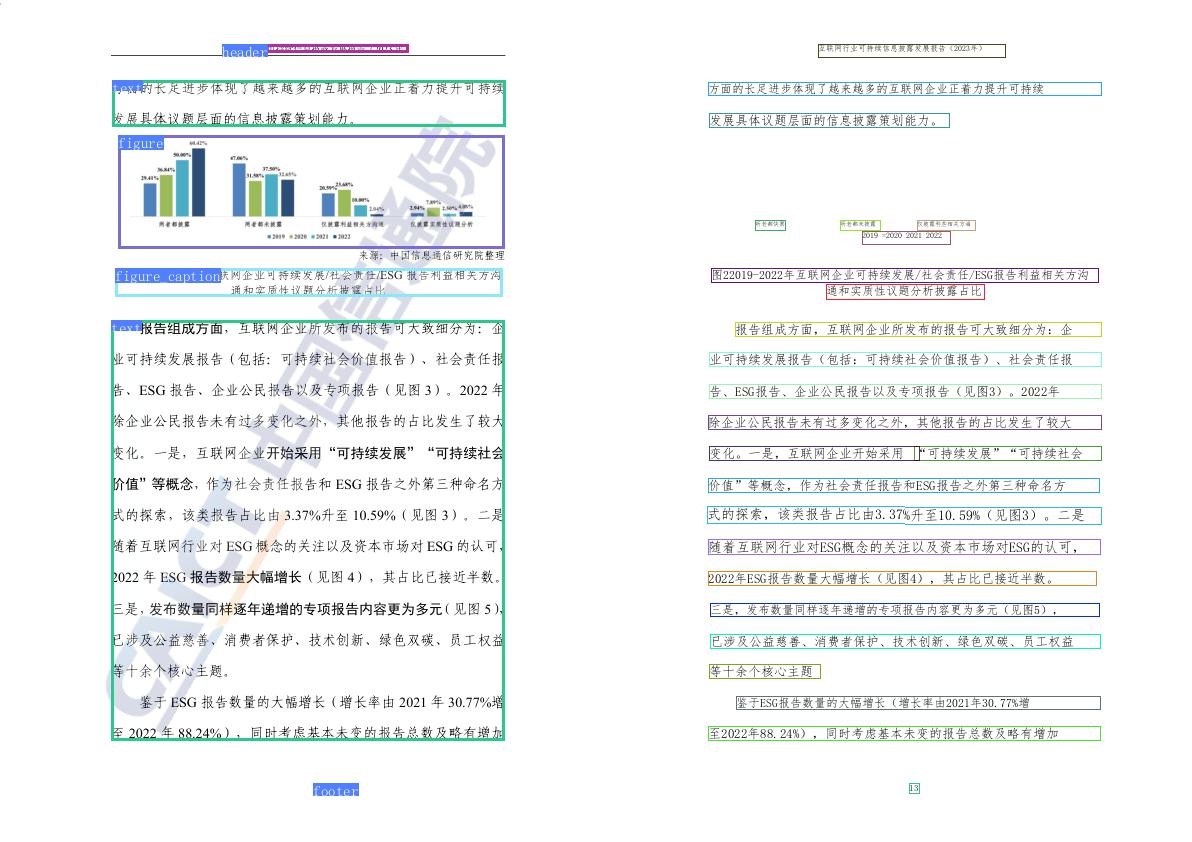 header
text 的长足进步体现了越来越多的互联网企业正着力提升可持续
发展具体议题层面的信息披露策划能力。
figure
60.42%
50.00%
47.06%
36.84%
37.50%
29.41%
31.58%
32.65%
20.59%
23.68%
10.00%
2.04%
2.94%
7.89%
2.50%
4.88%
两者都披露 两者都未披露 仅披露利益相关方沟通 仅披露实质性议题分析
2019 2020 2021 2022
来源：中国信息通信研究院整理
figure_caption 联网企业可持续发展/社会责任/ESG 报告利益相关方沟
通和实质性议题分析披露占比
text 报告组成方面，互联网企业所发布的报告可大致细分为：企
业可持续发展报告（包括：可持续社会价值报告）、社会责任报
告、ESG 报告、企业公民报告以及专项报告（见图 3）。2022 年
除企业公民报告未有过多变化之外，其他报告的占比发生了较大
变化。一是，互联网企业开始采用“可持续发展”“可持续社会
价值”等概念，作为社会责任报告和 ESG 报告之外第三种命名方
式的探索，该类报告占比由 3.37%升至 10.59%（见图 3）。二是
随着互联网行业对 ESG 概念的关注以及资本市场对 ESG 的认可，
2022 年 ESG 报告数量大幅增长（见图 4），其占比已接近半数。
三是，发布数量同样逐年递增的专项报告内容更为多元（见图 5），
已涉及公益慈善、消费者保护、技术创新、绿色双碳、员工权益
等十余个核心主题。
鉴于 ESG 报告数量的大幅增长（增长率由 2021 年 30.77%增
至 2022 年 88.24%），同时考虑基本未变的报告总数及略有增加
footer
CAICT 中国信通院
互联网行业可持续信息披露发展报告（2023年）
方面的长足进步体现了越来越多的互联网企业正着力提升可持续
发展具体议题层面的信息披露策划能力。
所老都未披露
2019 =2020 2021 2022
图22019-2022年互联网企业可持续发展/社会责任/ESG报告利益相关方沟
通和实质性议题分析披露占比
报告组成方面，互联网企业所发布的报告可大致细分为：企
业可持续发展报告（包括：可持续社会价值报告）、社会责任报
告、ESG报告、企业公民报告以及专项报告（见图3）。2022年
除企业公民报告未有过多变化之外，其他报告的占比发生了较大
变化。一是，互联网企业开始采用 “可持续发展”“可持续社会
价值”等概念，作为社会责任报告和ESG报告之外第三种命名方
式的探索，该类报告占比由3.37%升至10.59%（见图3）。二是
随着互联网行业对ESG概念的关注以及资本市场对ESG的认可，
2022年ESG报告数量大幅增长（见图4），其占比已接近半数。
三是，发布数量同样逐年递增的专项报告内容更为多元（见图5），
已涉及公益慈善、消费者保护、技术创新、绿色双碳、员工权益
等十余个核心主题
鉴于ESG报告数量的大幅增长（增长率由2021年30.77%增
至2022年88.24%），同时考虑基本未变的报告总数及略有增加
13